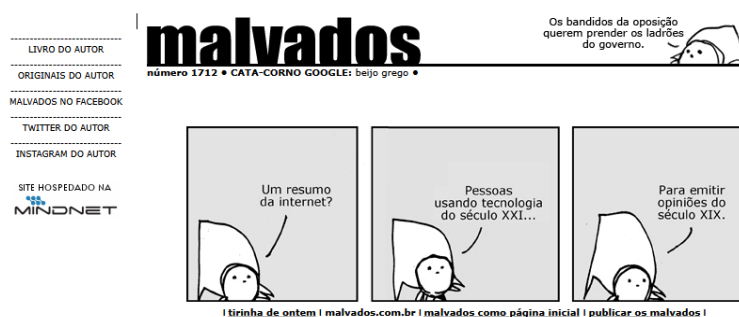 malvados
Os bandidos da oposição
querem prender os ladrões
do governo.
número 1712 • CATA-CORNO GOOGLE: beijo grego •
LIVRO DO AUTOR
ORIGINAIS DO AUTOR
MALVADOS NO FACEBOOK
TWITTER DO AUTOR
INSTAGRAM DO AUTOR
SITE HOSPEDADO NA
MINDNET
Um resumo
da internet?
Pessoas
usando tecnologia
do século XXI...
Para emitir
opiniões do
século XIX.
| tirinha de ontem | malvados.com.br | malvados como página inicial | publicar os malvados |